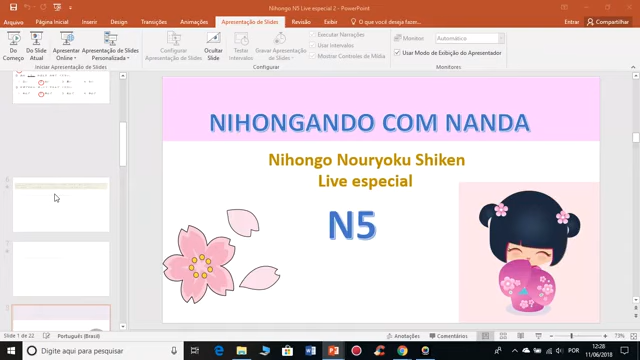 Nihongo N5 Live especial 2 - PowerPoint
Arquivo Página Inicial Inserir Design Transições Animações Apresentação de Slides Revisão Exibir O que você deseja fazer... Entrar Compartilhar
Do Começo
Do Slide Atual
Apresentar Online
Apresentação de Slides Personalizada
Configurar Apresentação de Slides
Ocultar Slide
Testar Intervalos
Gravar Apresentação de Slides
Executar Narrações
Usar Intervalos
Mostrar Controles de Mídia
Monitor: Automática
Usar Modo de Exibição do Apresentador
Iniciar Apresentação de Slides Configurar Monitores
6
7
NIHONGANDO COM NANDA
Nihongo Nouryoku Shiken
Live especial
N5
Slide 1 de 22 Português (Brasil) Anotações Comentários 73%
Digite aqui para pesquisar POR 12:28
11/06/2018